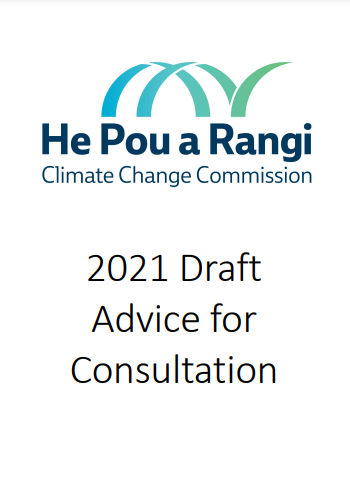 He Pou a Rangi
Climate Change Commission
2021 Draft
Advice for
Consultation